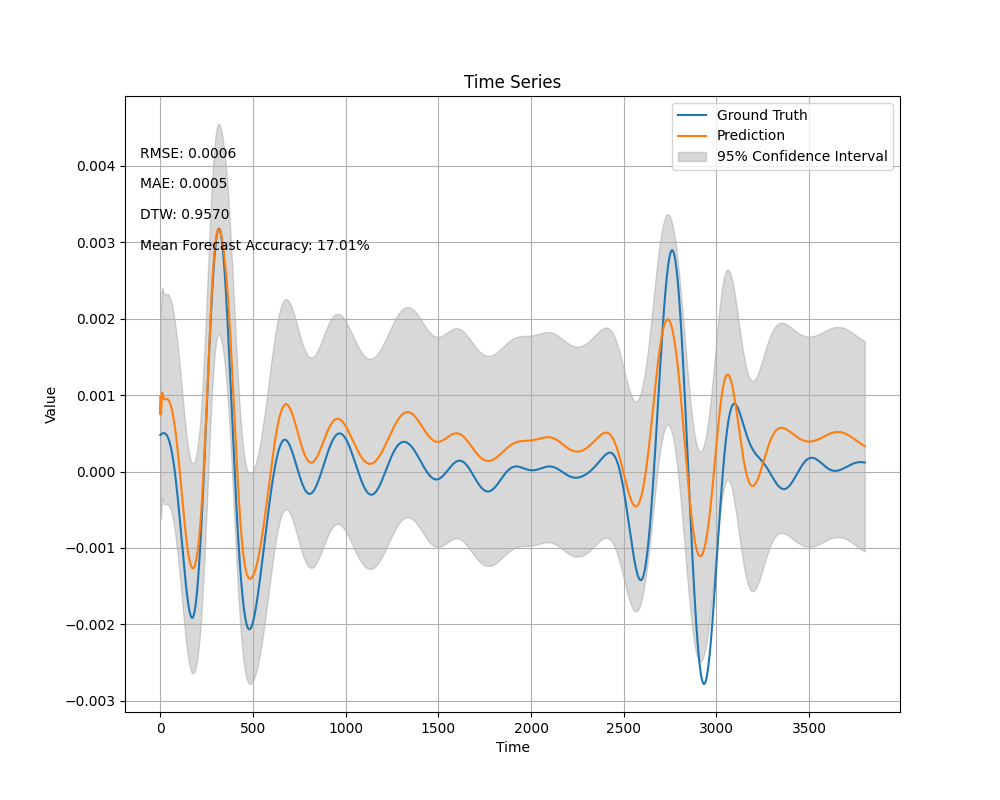 Time Series
Ground Truth
Prediction
95% Confidence Interval
RMSE: 0.0006
MAE: 0.0005
DTW: 0.9570
Mean Forecast Accuracy: 17.01%
0.004
0.003
0.002
0.001
0.000
−0.001
−0.002
−0.003
Value
0 500 1000 1500 2000 2500 3000 3500
Time